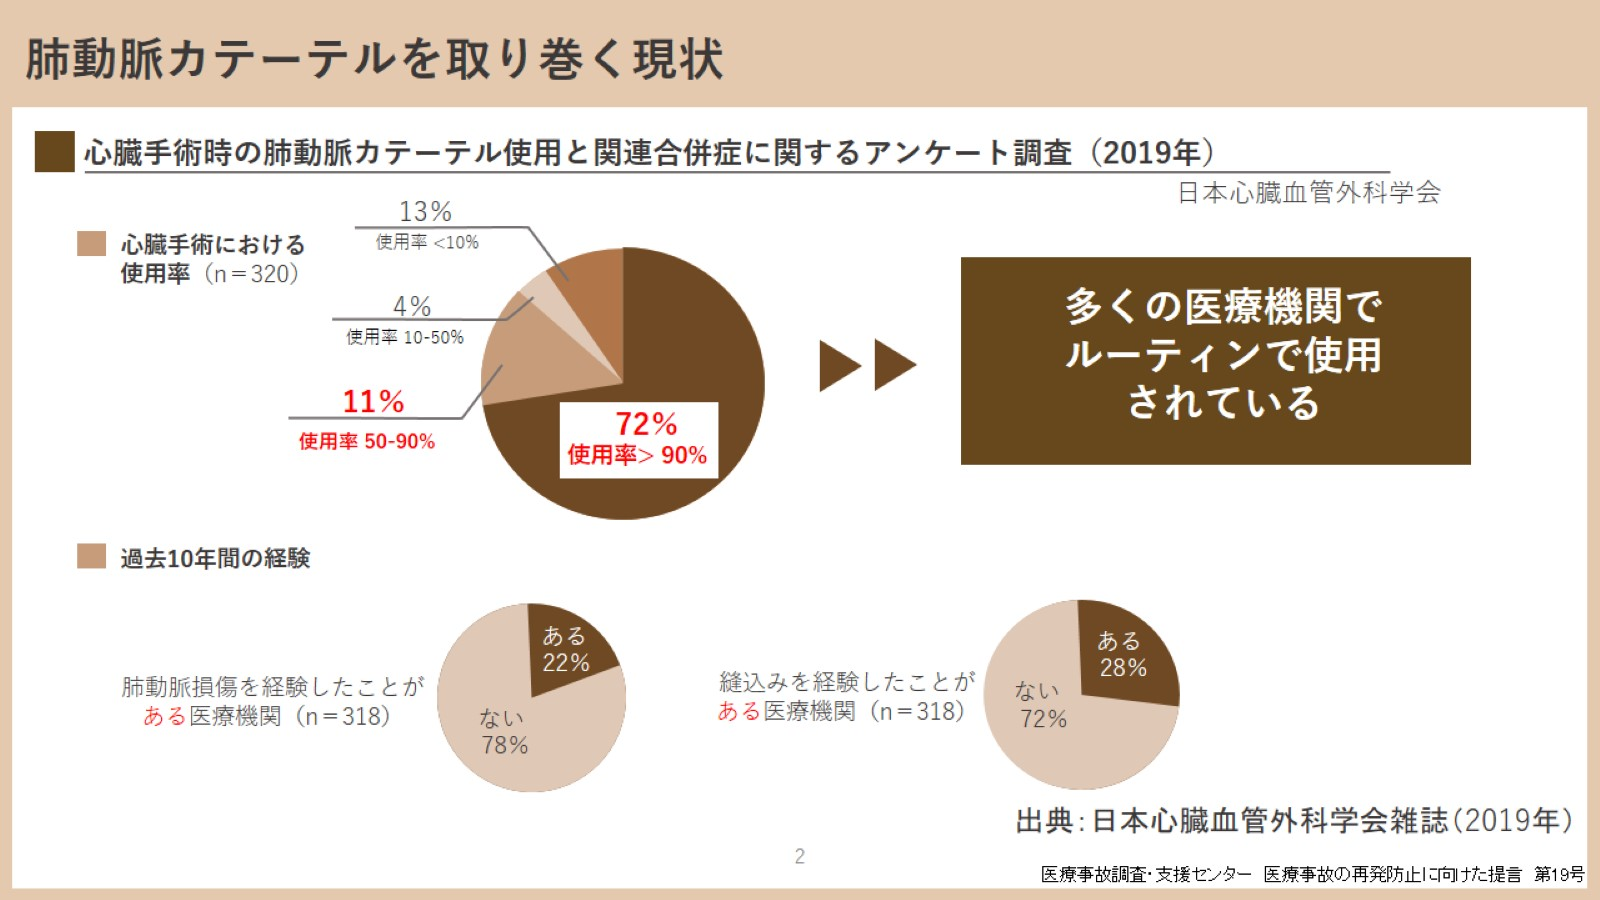 肺動脈カテーテルを取り巻く現状
心臓手術時の肺動脈カテーテル使用と関連合併症に関するアンケート調査（2019年）
日本心臓血管外科学会
心臓手術における
使用率（n＝320）
13%
使用率 <10%
4%
使用率 10-50%
11%
使用率 50-90%
72%
使用率> 90%
多くの医療機関で
ルーティンで使用
されている
過去10年間の経験
肺動脈損傷を経験したことが
ある医療機関（n＝318）
ある
22%
ない
78%
縫込みを経験したことが
ある医療機関（n＝318）
ある
28%
ない
72%
出典：日本心臓血管外科学会雑誌（2019年）
2
医療事故調査・支援センター　医療事故の再発防止に向けた提言　第19号